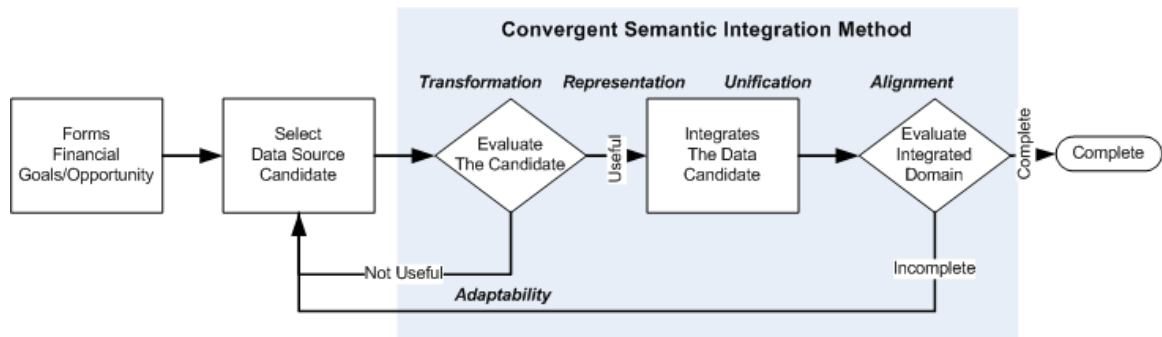 Convergent Semantic Integration Method
Transformation
Representation
Unification
Alignment
Forms
Financial
Goals/Opportunity
Select
Data Source
Candidate
Evaluate
The Candidate
Useful
Integrates
The Data
Candidate
Evaluate
Integrated
Domain
Complete
Complete
Not Useful
Incomplete
Adaptability